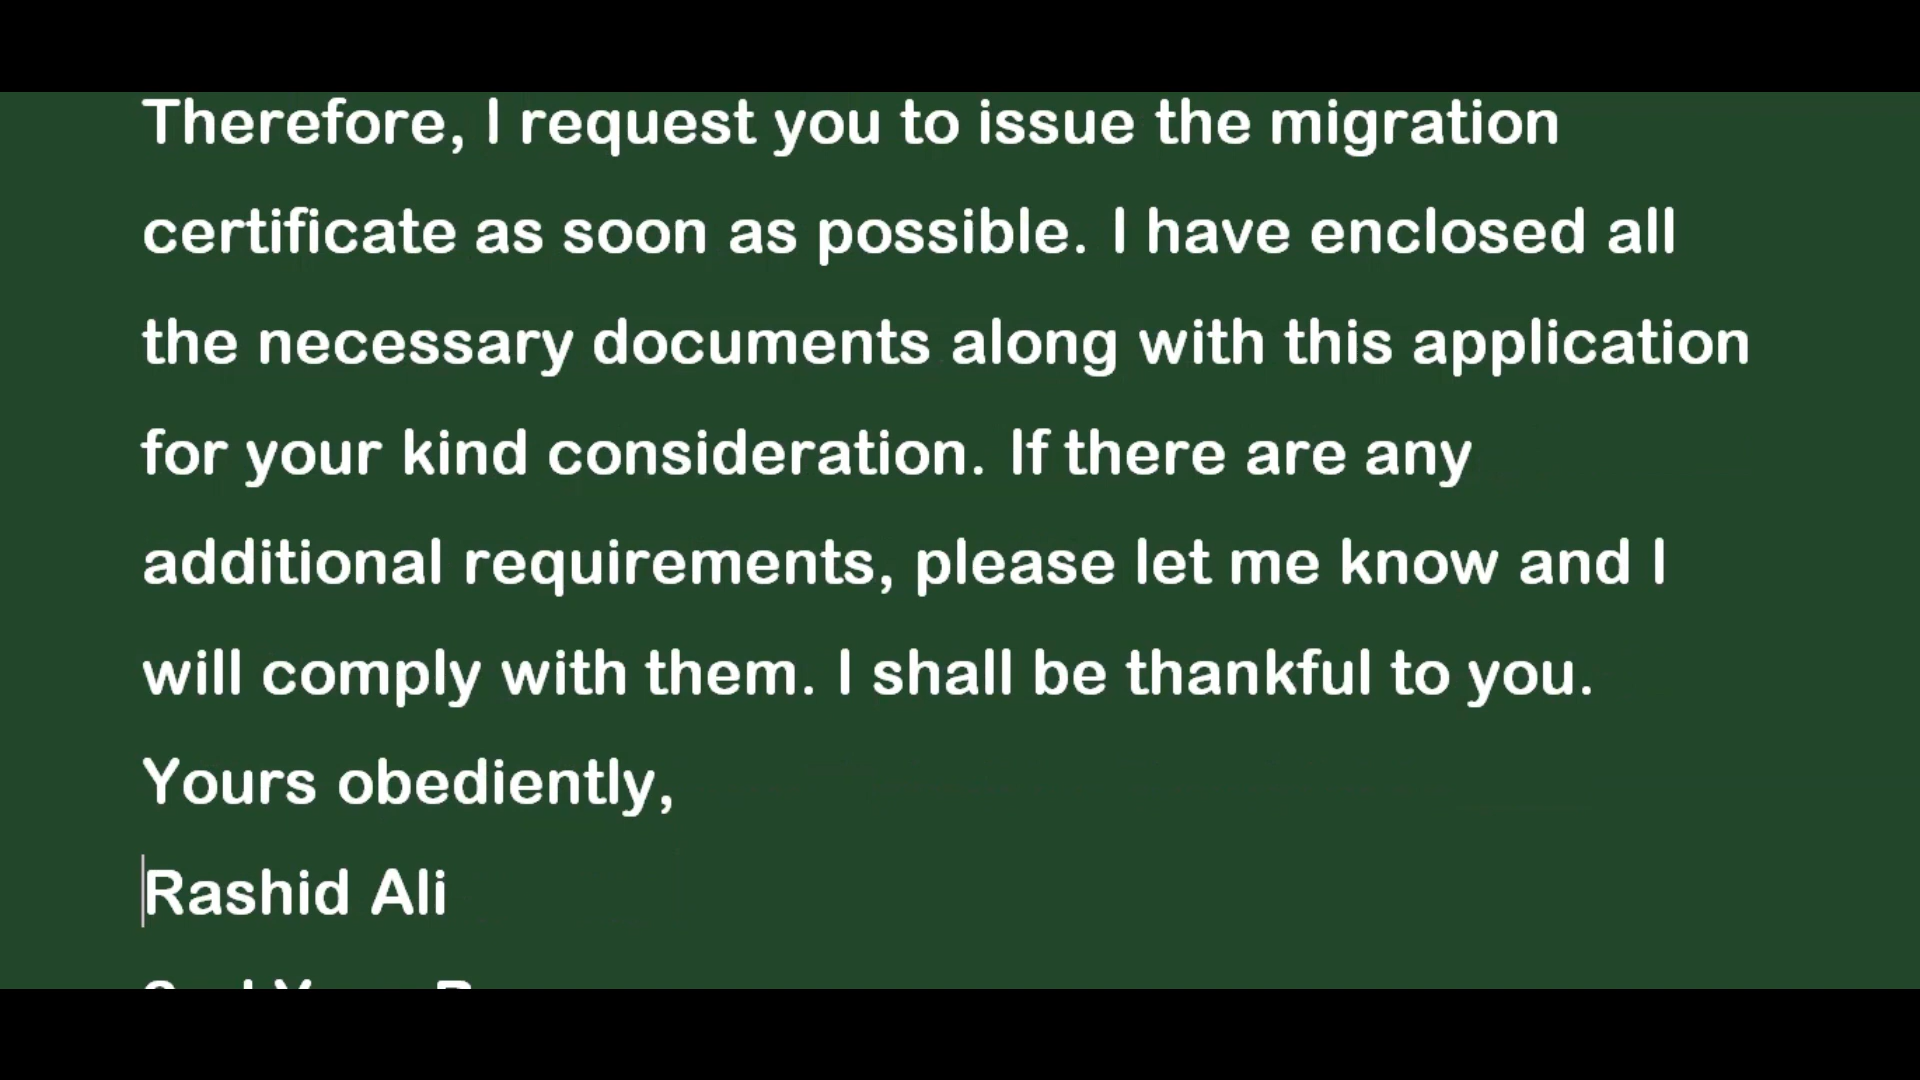 Therefore, I request you to issue the migration
certificate as soon as possible. I have enclosed all
the necessary documents along with this application
for your kind consideration. If there are any
additional requirements, please let me know and I
will comply with them. I shall be thankful to you.
Yours obediently,
Rashid Ali